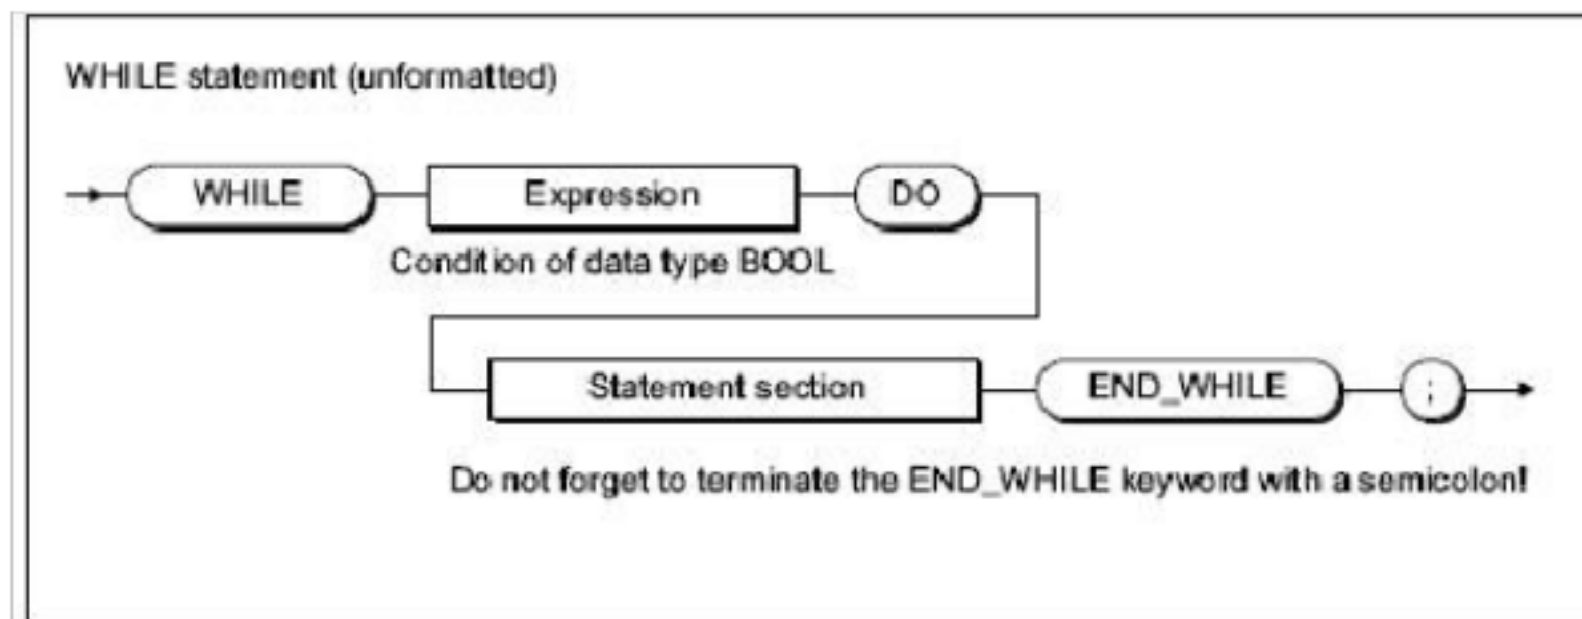 WHILE statement (unformatted)
WHILE Expression DO
Condition of data type BOOL
Statement section END_WHILE ;
Do not forget to terminate the END_WHILE keyword with a semicolon!